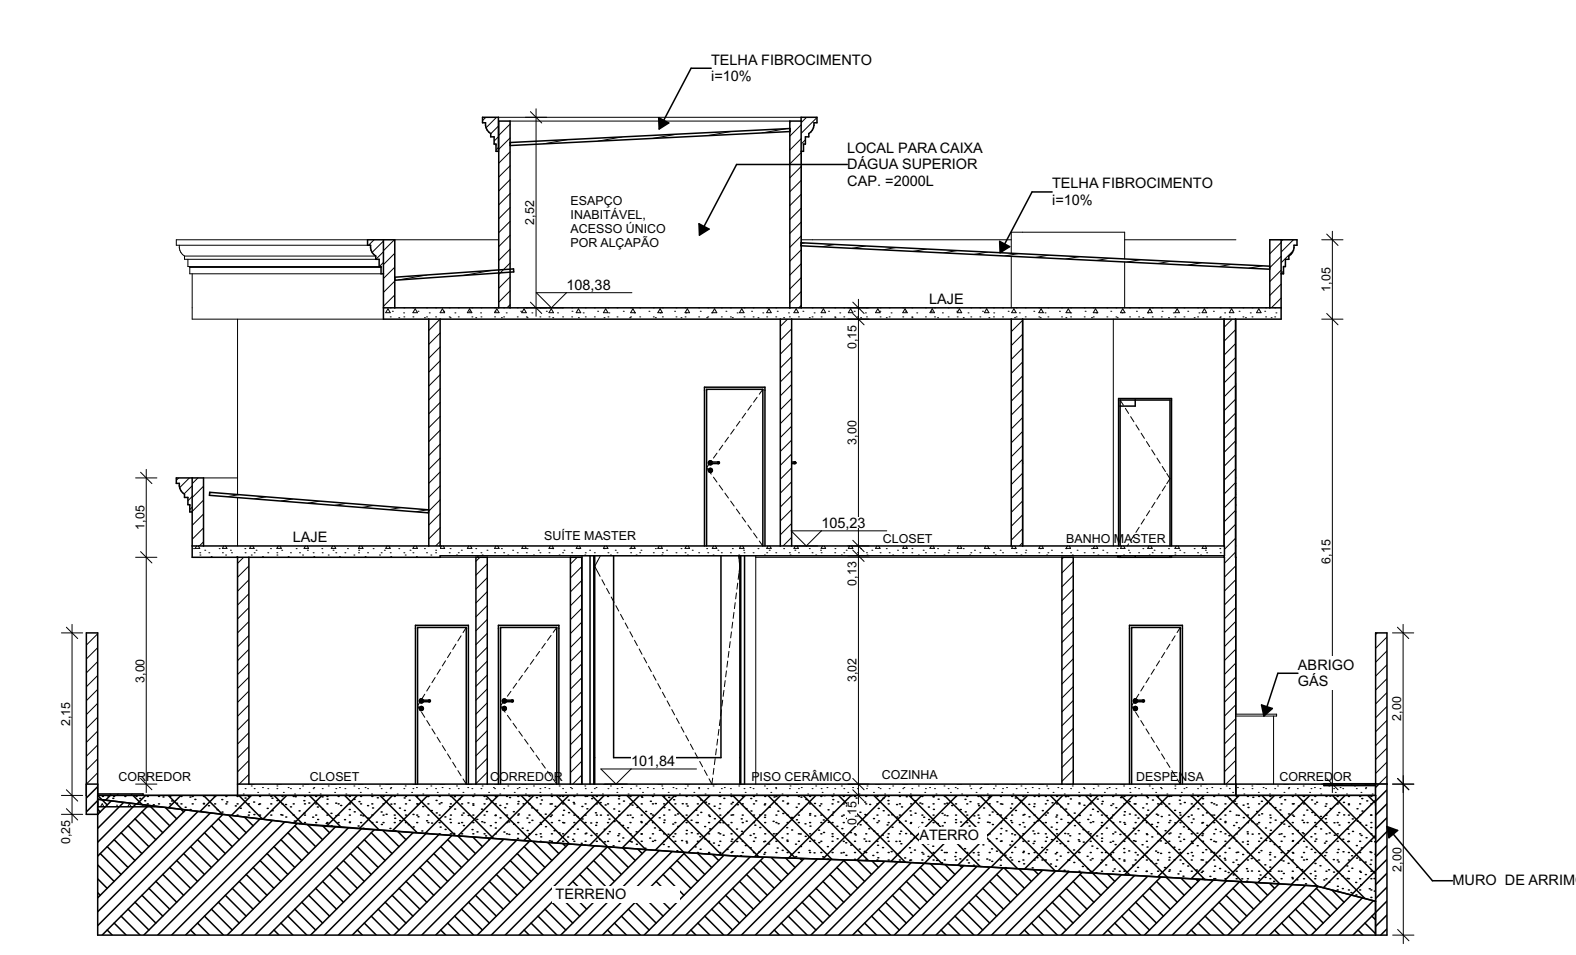 TELHA FIBROCIMENTO
i=10%
LOCAL PARA CAIXA
DÁGUA SUPERIOR
CAP. =2000L
TELHA FIBROCIMENTO
i=10%
2,52
ESAPÇO
INABITÁVEL,
ACESSO ÚNICO
POR ALÇAPÃO
108,38
LAJE
1,05
0,15
3,00
1,05
LAJE
SUÍTE MASTER
105,23
CLOSET
BANHO MASTER
6,15
0,13
3,00
3,02
2,15
ABRIGO
GÁS
2,00
101,84
CORREDOR
CLOSET
CORREDOR
PISO CERÂMICO
COZINHA
DESPENSA
CORREDOR
0,25
0,15
ATERRO
2,00
TERRENO
MURO DE ARRIMO